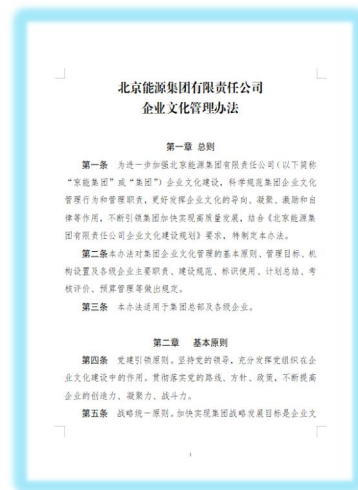 北京能源集团有限责任公司
企业文化管理办法
第一章 总则
第一条 为进一步加强北京能源集团有限责任公司（以下简称
“京能集团”或“集团”）企业文化建设，科学规范集团企业文化
管理行为和管理职责，更好发挥企业文化的导向、凝聚、激励和自
律等作用，不断引领集团加快实现高质量发展，结合《北京能源集
团有限责任公司企业文化建设规划》要求，特制定本办法。
第二条本办法对集团企业文化管理的基本原则、管理目标、机
构设置及各级企业主要职责、建设规范、标识使用、计划总结、考
核评价、预算管理等做出规定。
第三条 本办法适用于集团总部及各级企业。
第二章 基本原则
第四条 党建引领原则。坚持党的领导，充分发挥党组织在企
业文化建设中的作用。贯彻落实党的路线、方针、政策，不断提高
企业的创造力、凝聚力、战斗力。
第五条 战略统一原则。加快实现集团战略发展目标是企业文
1